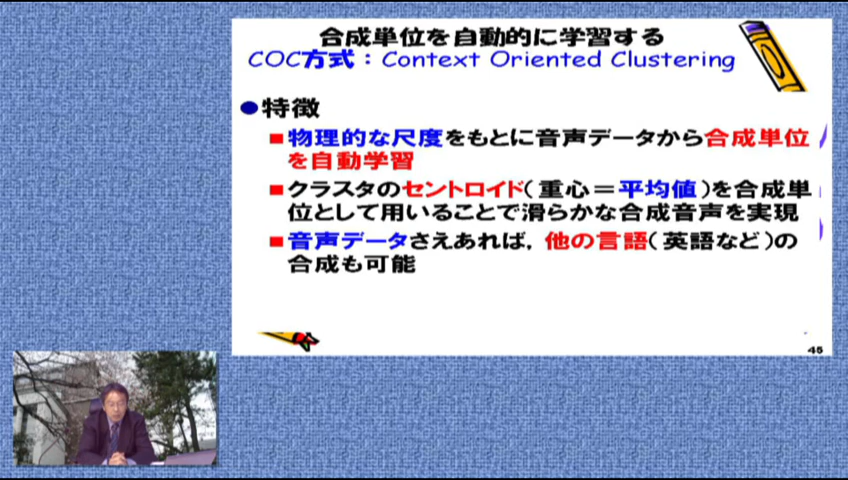 合成単位を自動的に学習する
COC方式：Context Oriented Clustering
特徴
物理的な尺度をもとに音声データから合成単位
を自動学習
クラスタのセントロイド（重心＝平均値）を合成単
位として用いることで滑らかな合成音声を実現
音声データさえあれば，他の言語（英語など）の
合成も可能
45